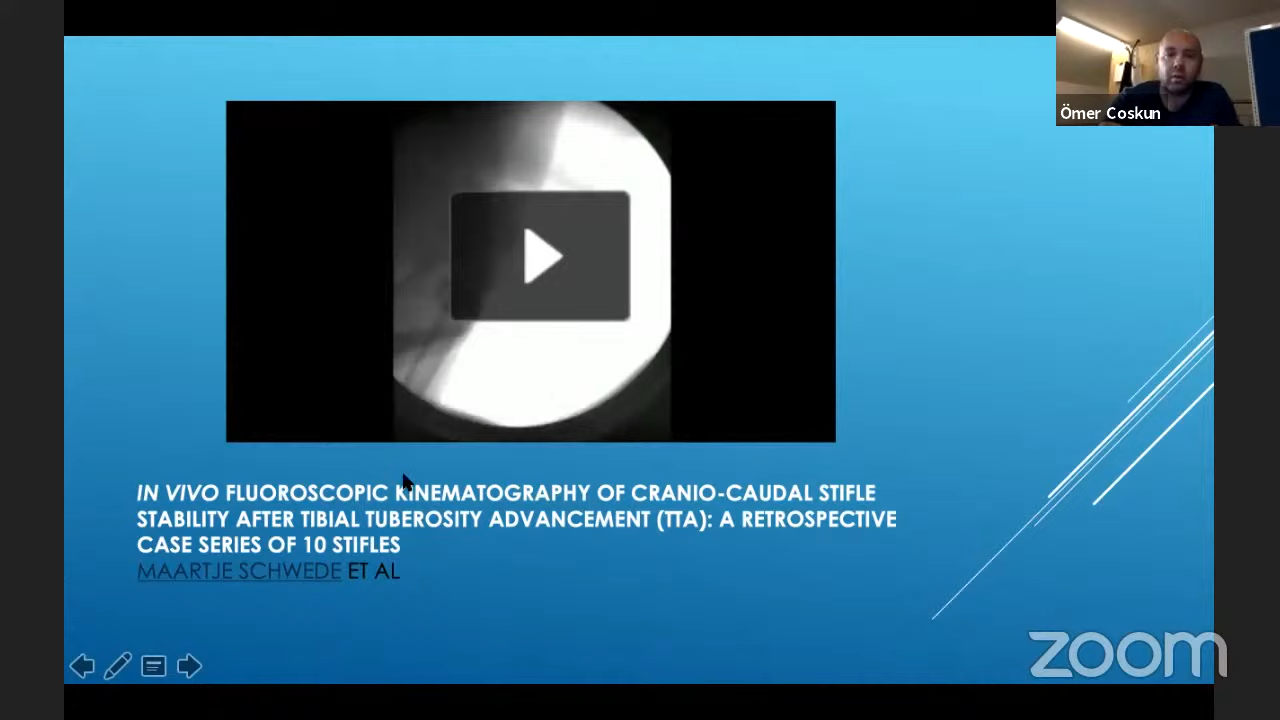 Ömer Coskun
IN VIVO FLUOROSCOPIC KINEMATOGRAPHY OF CRANIO-CAUDAL STIFLE
STABILITY AFTER TIBIAL TUBEROSITY ADVANCEMENT (TTA): A RETROSPECTIVE
CASE SERIES OF 10 STIFLES
MAARTJE SCHWEDE ET AL
zoom